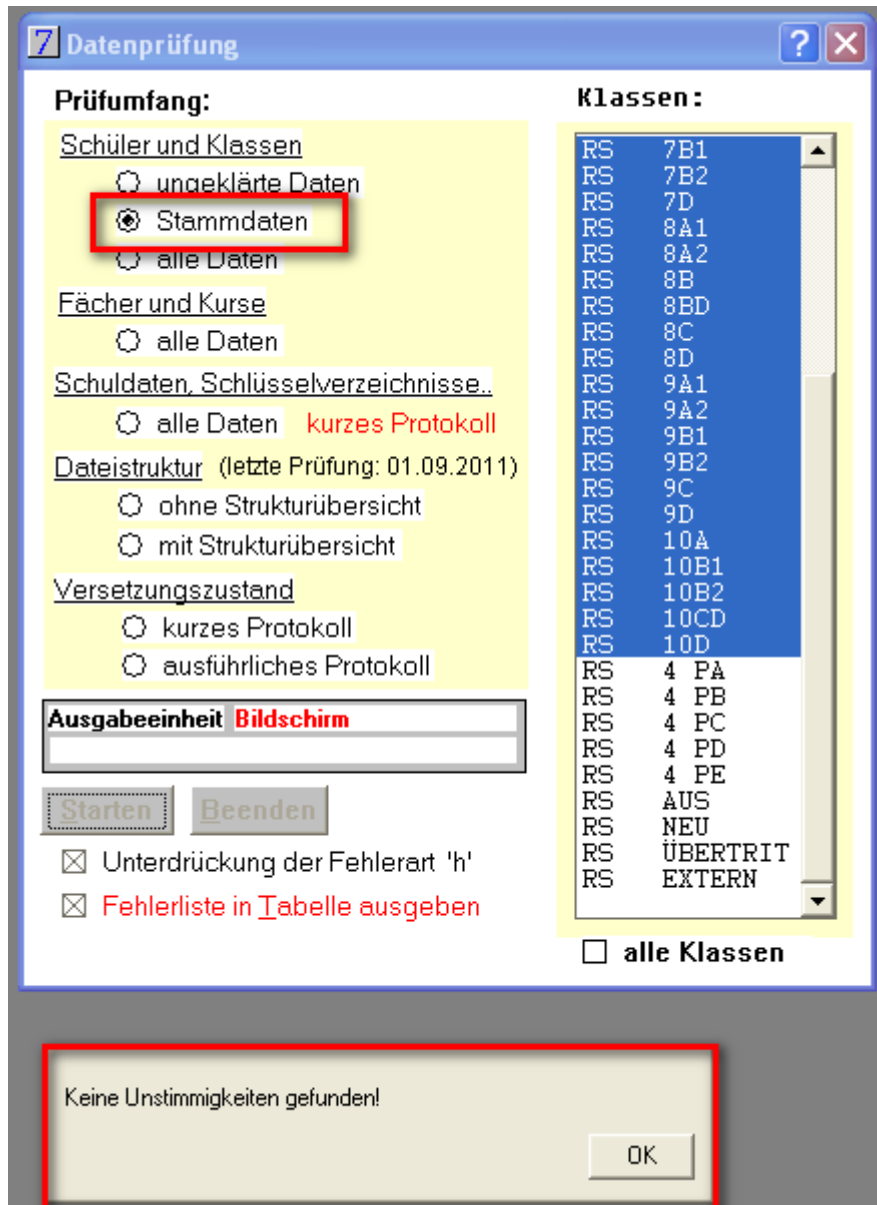 7 Datenprüfung
?
Prüfumfang:
Schüler und Klassen
ungeklärte Daten
Stammdaten
alle Daten
Fächer und Kurse
alle Daten
Schuldaten, Schlüsselverzeichnisse..
alle Daten kurzes Protokoll
Dateistruktur (letzte Prüfung: 01.09.2011)
ohne Strukturübersicht
mit Strukturübersicht
Versetzungszustand
kurzes Protokoll
ausführliches Protokoll
Ausgabeeinheit Bildschirm
Starten Beenden
Unterdrückung der Fehlerart 'h'
Fehlerliste in Tabelle ausgeben
Klassen:
RS 7B1
RS 7B2
RS 7D
RS 8A1
RS 8A2
RS 8B
RS 8BD
RS 8C
RS 8D
RS 9A1
RS 9A2
RS 9B1
RS 9B2
RS 9C
RS 9D
RS 10A
RS 10B1
RS 10B2
RS 10CD
RS 10D
RS 4 PA
RS 4 PB
RS 4 PC
RS 4 PD
RS 4 PE
RS AUS
RS NEU
RS ÜBERTRIT
RS EXTERN
alle Klassen
Keine Unstimmigkeiten gefunden!
OK